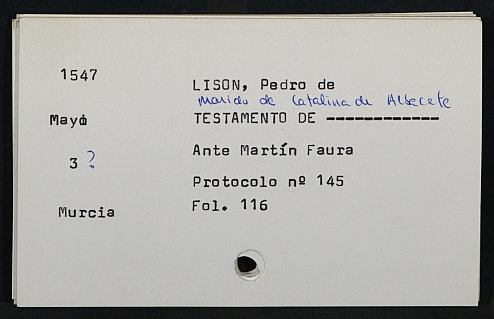 1547
LISON, Pedro de
marido de Catalina de Albacete
Mayo
TESTAMENTO DE -------------
3 ?
Ante Martín Faura
Protocolo nº 145
Murcia
Fol. 116